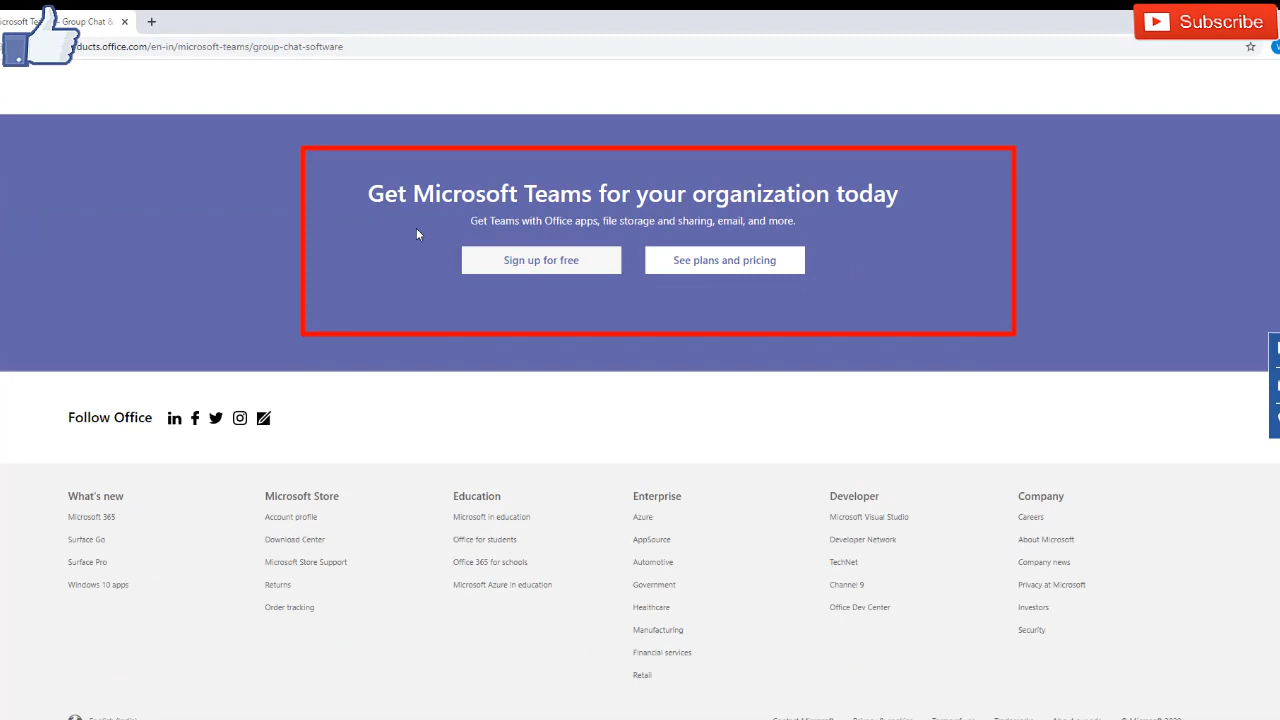 Group Chat &
Subscribe
ducts.office.com/en-in/microsoft-teams/group-chat-software
Get Microsoft Teams for your organization today
Get Teams with Office apps, file storage and sharing, email, and more.
Sign up for free
See plans and pricing
Follow Office
What's new
Microsoft 365
Surface Go
Surface Pro
Windows 10 apps
Microsoft Store
Account profile
Download Center
Microsoft Store Support
Returns
Order tracking
Education
Microsoft in education
Office for students
Office 365 for schools
Microsoft Azure in education
Enterprise
Azure
AppSource
Automotive
Government
Healthcare
Manufacturing
Financial services
Retail
Developer
Microsoft Visual Studio
Developer Network
TechNet
Channel 9
Office Dev Center
Company
Careers
About Microsoft
Company news
Privacy at Microsoft
Investors
Security